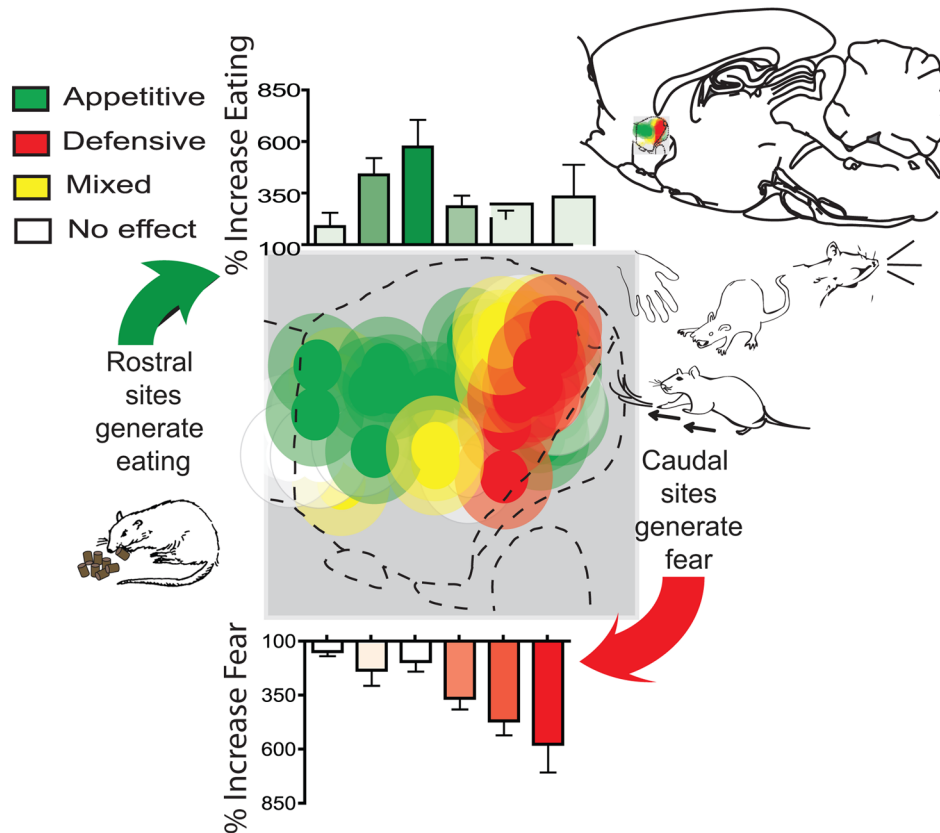 Appetitive
Defensive
Mixed
No effect
% Increase Eating
850
600
350
100
Rostral
sites
generate
eating
Caudal
sites
generate
fear
% Increase Fear
100
350
600
850